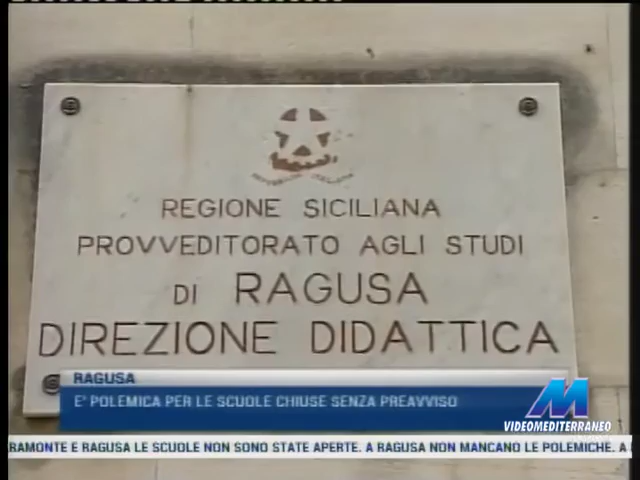 REGIONE SICILIANA
PROVVEDITORATO AGLI STUDI
DI RAGUSA
DIREZIONE DIDATTICA
RAGUSA
E' POLEMICA PER LE SCUOLE CHIUSE SENZA PREAVVISO
VIDEOMEDITERRANEO
RAMONTE E RAGUSA LE SCUOLE NON SONO STATE APERTE. A RAGUSA NON MANCANO LE POLEMICHE. A